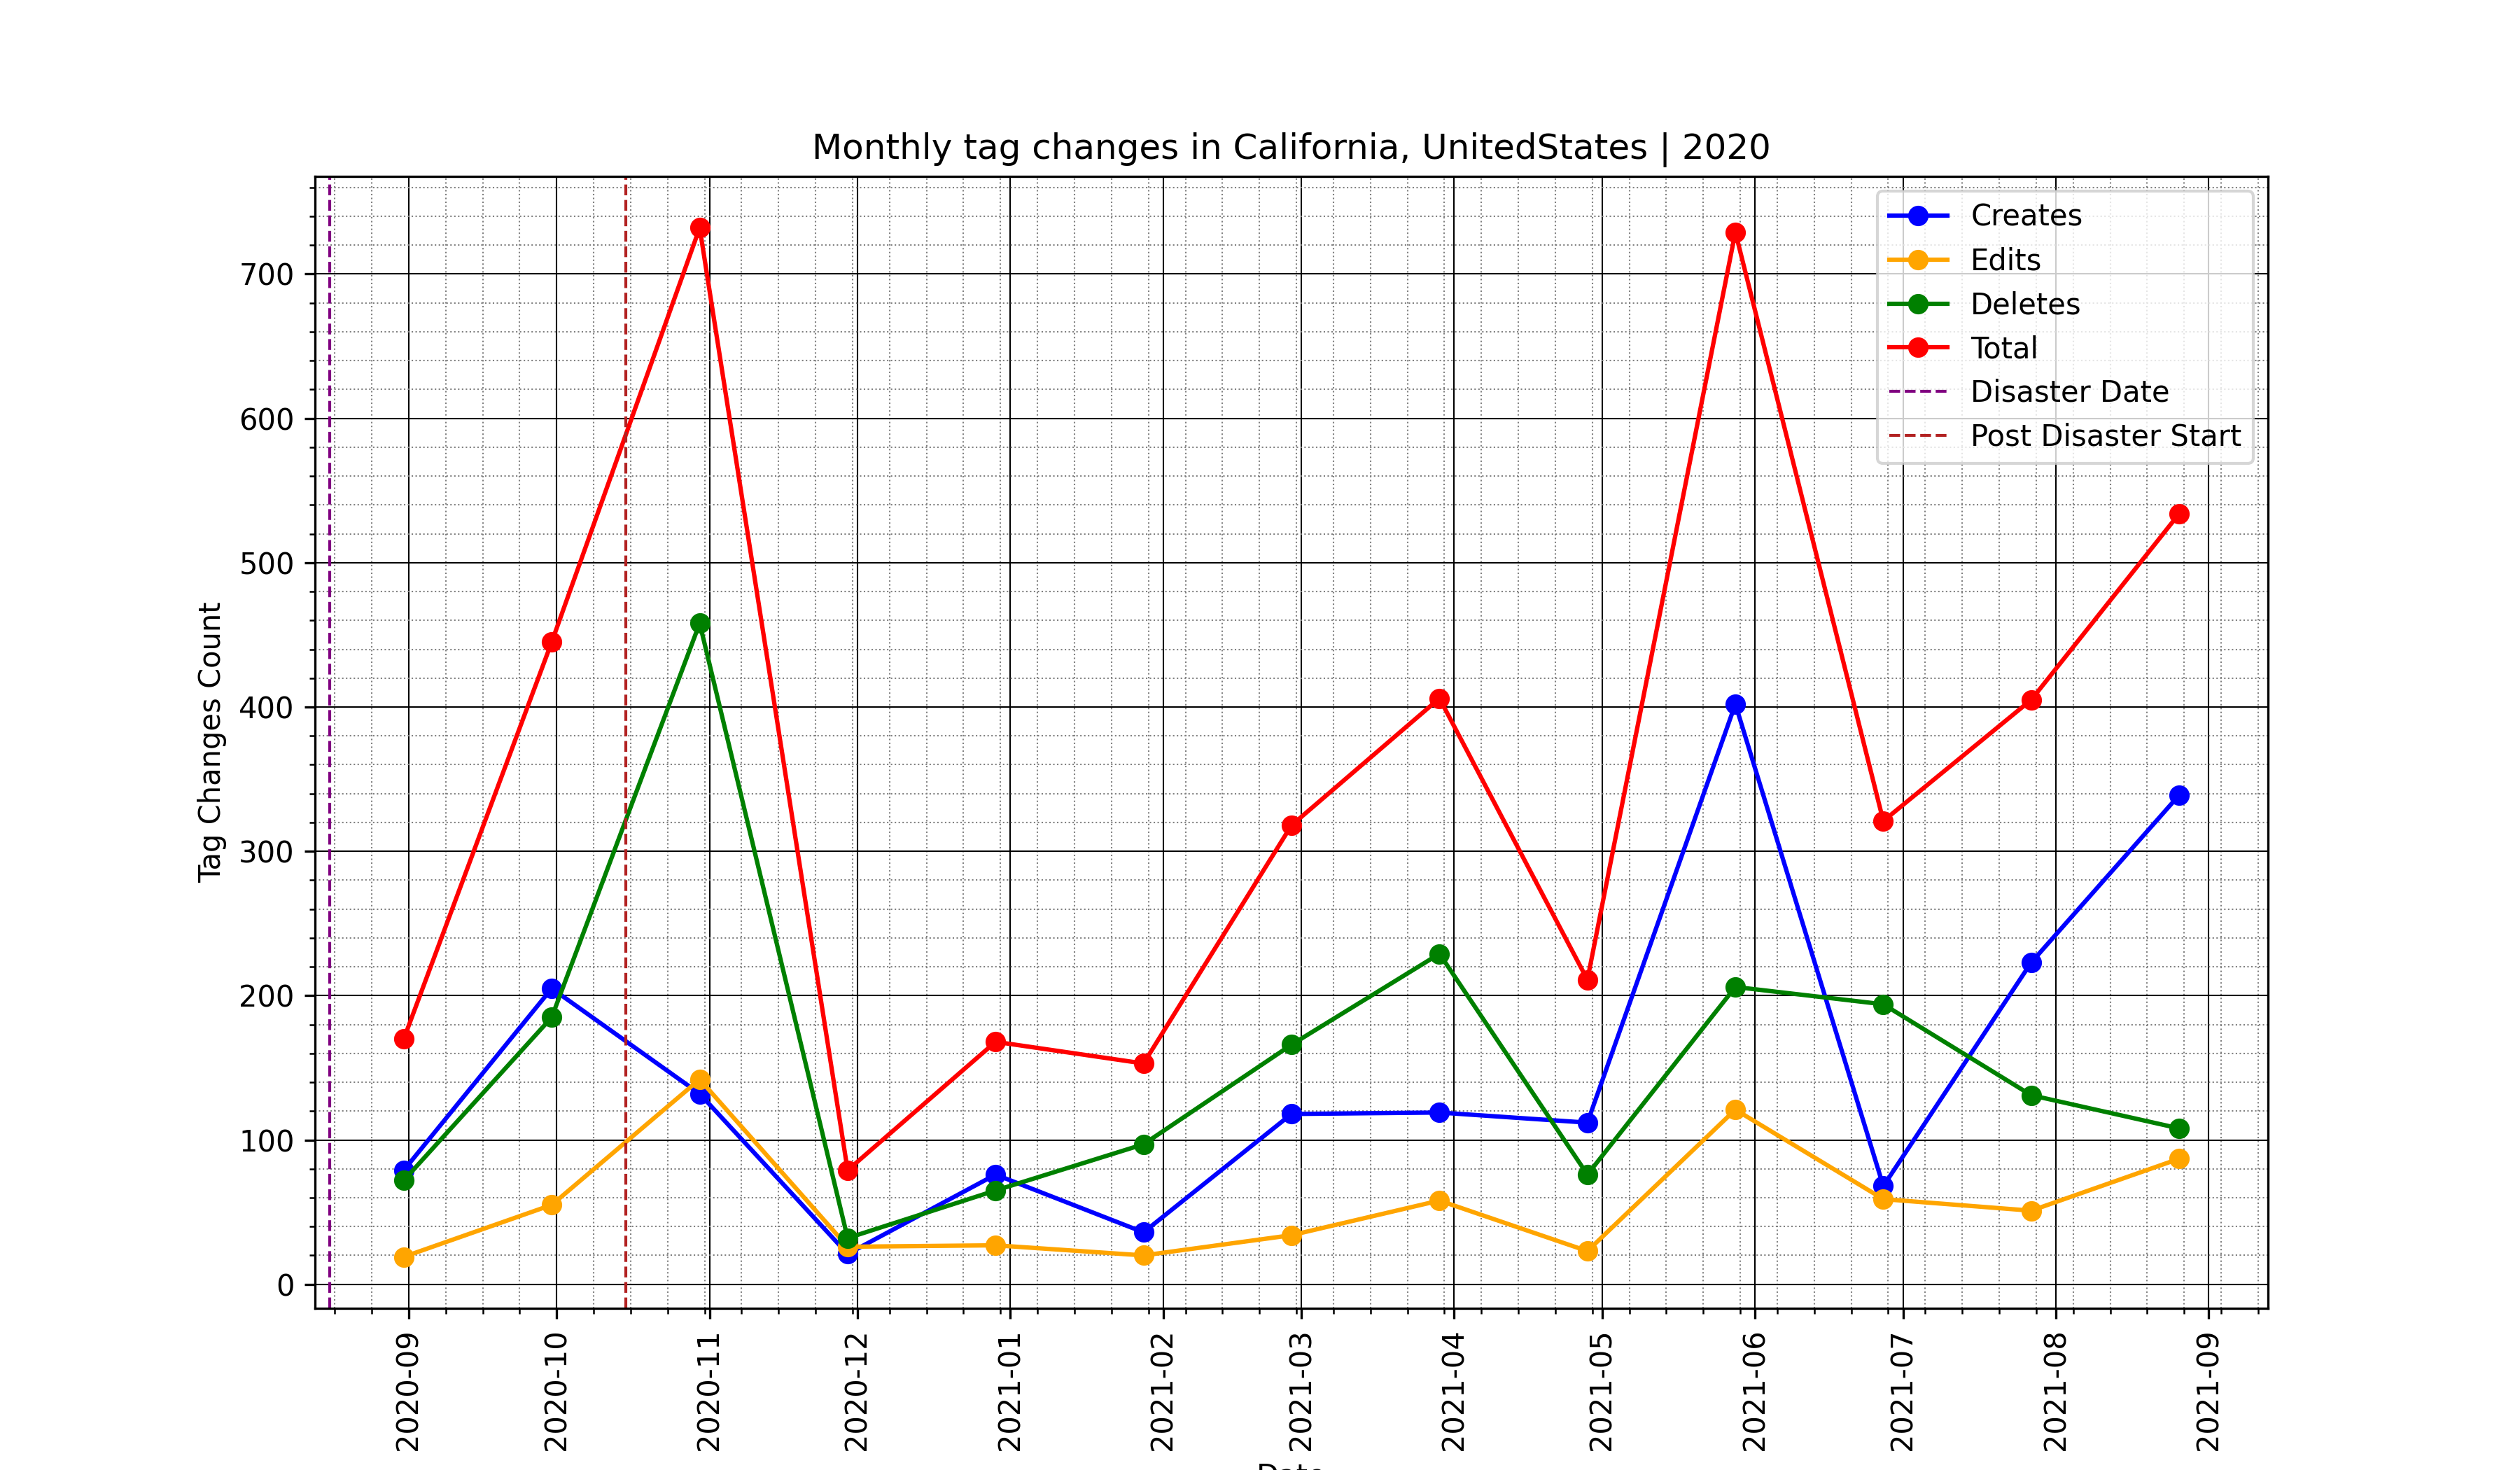 Monthly tag changes in California, UnitedStates | 2020
Creates
Edits
Deletes
Total
Disaster Date
Post Disaster Start
Tag Changes Count
700
600
500
400
300
200
100
0
2020-09
2020-10
2020-11
2020-12
2021-01
2021-02
2021-03
2021-04
2021-05
2021-06
2021-07
2021-08
2021-09
Date